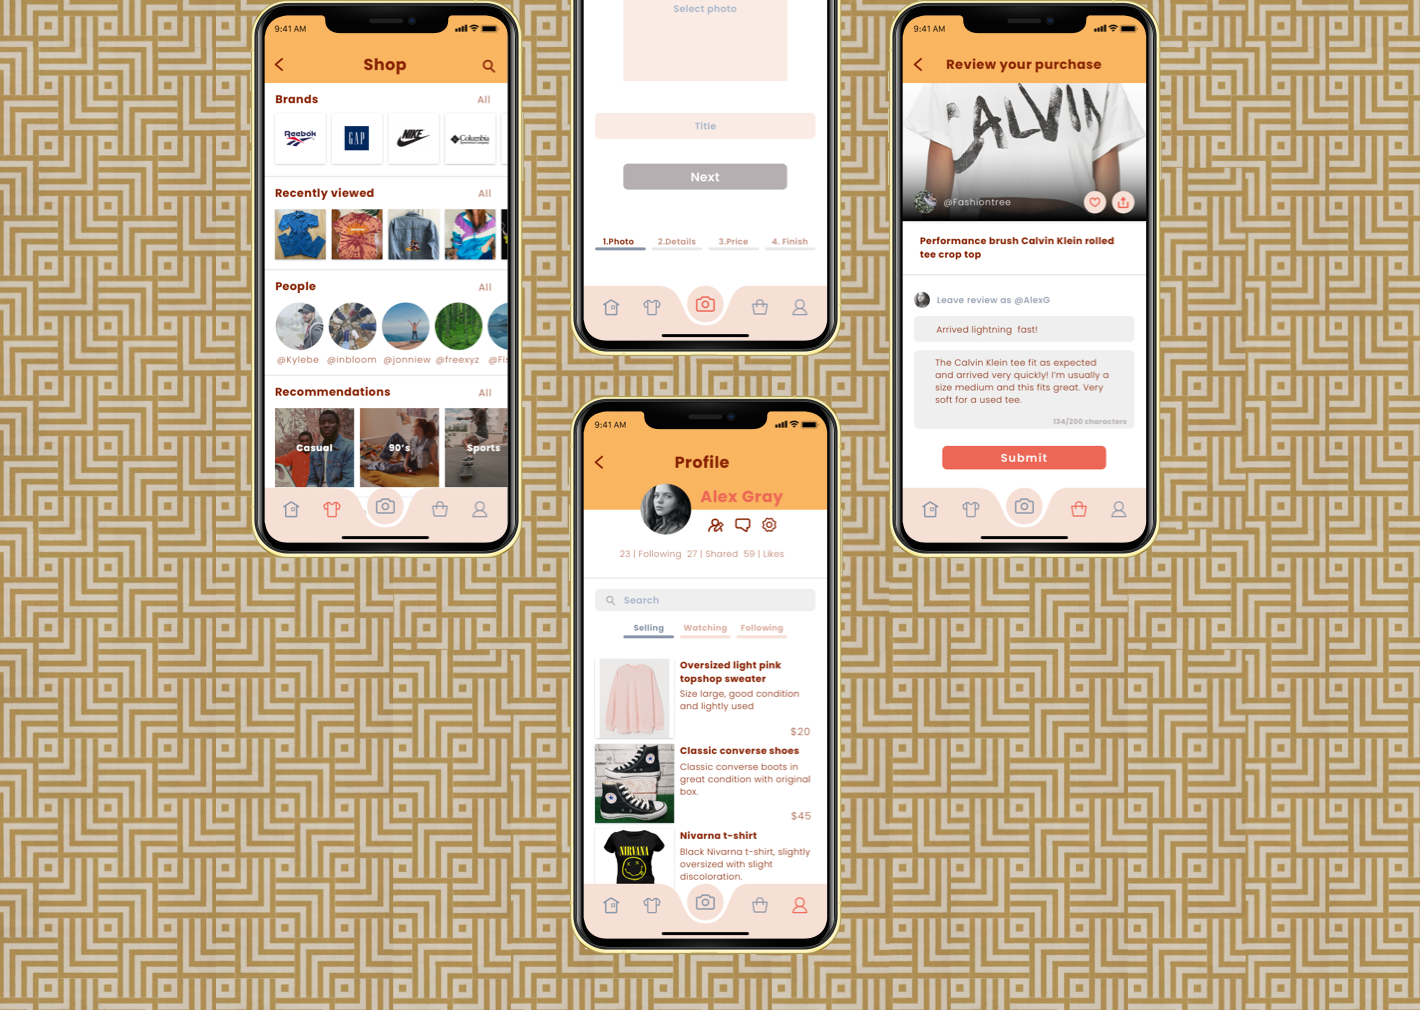 9:41 AM
Shop
Brands
All
Reebok
GAP
NIKE
Columbia
Recently viewed
All
People
All
@Kylebe
@inbloom
@jonniew
@freexyz
@Fis
Recommendations
All
Casual
90's
Sports
Select photo
Title
Next
1.Photo
2.Details
3.Price
4. Finish
9:41 AM
Profile
Alex Gray
23 | Following 27 | Shared 59 | Likes
Search
Selling
Watching
Following
Oversized light pink
topshop sweater
Size large, good condition
and lightly used
$20
Classic converse shoes
Classic converse boots in
great condition with original
box.
$45
NIRVANA
Nivarna t-shirt
Black Nivarna t-shirt, slightly
oversized with slight
discoloration.
9:41 AM
Review your purchase
CALVIN
@Fashiontree
Performance brush Calvin Klein rolled
tee crop top
Leave review as @AlexG
Arrived lightning fast!
The Calvin Klein tee fit as expected
and arrived very quickly! I'm usually a
size medium and this fits great. Very
soft for a used tee.
134/200 characters
Submit